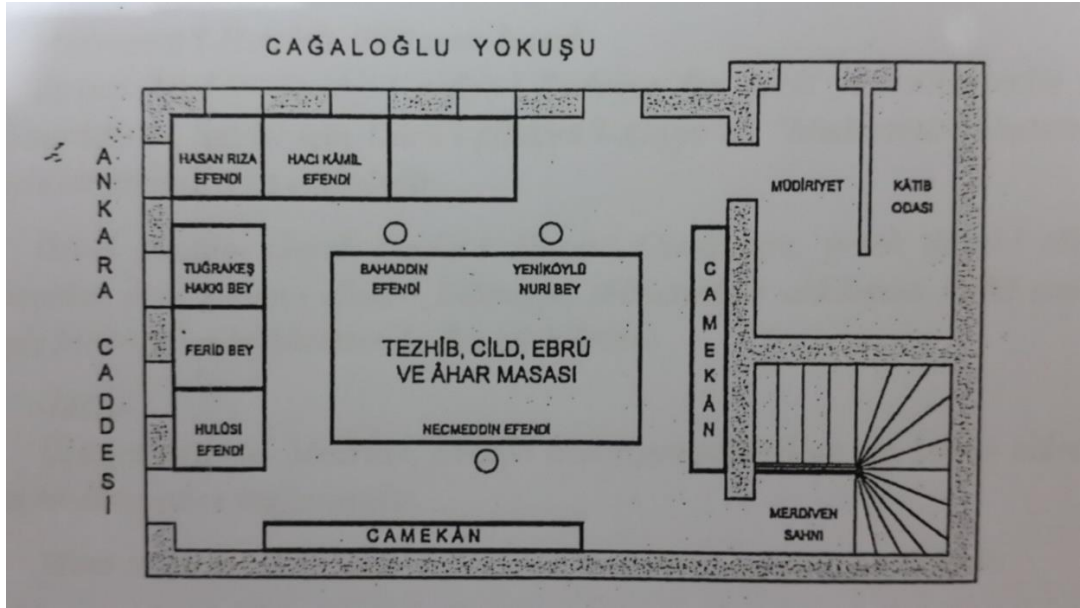 CAĞALOĞLU YOKUŞU
ANKARA CADDESİ
HASAN RIZA
EFENDİ
HACI KÂMİL
EFENDİ
MÜDİRİYET
KÂTİB
ODASI
TUĞRAKEŞ
HAKKI BEY
BAHADDİN
EFENDİ
YENİKÖYLÜ
NURİ BEY
CAMEKÂN
FERİD BEY
TEZHİB, CİLD, EBRÛ
VE ÂHAR MASASI
HULÛSİ
EFENDİ
NECMEDDİN EFENDİ
MERDİVEN
SAHNI
CAMEKÂN